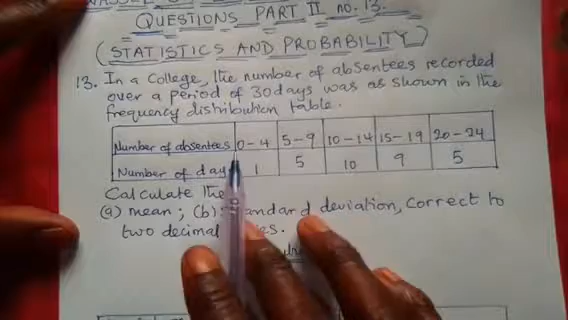 QUESTIONS PART II no. 13.
(STATISTICS AND PROBABILITY)
13. In a College, the number of absentees recorded
over a period of 30 days was as shown in the
frequency distribution table.
Number of absentees 0-4 5-9 10-14 15-19 20-24
Number of days 1 5 10 9 5
Calculate the
(a) mean; (b) standard deviation, correct to
two decimal